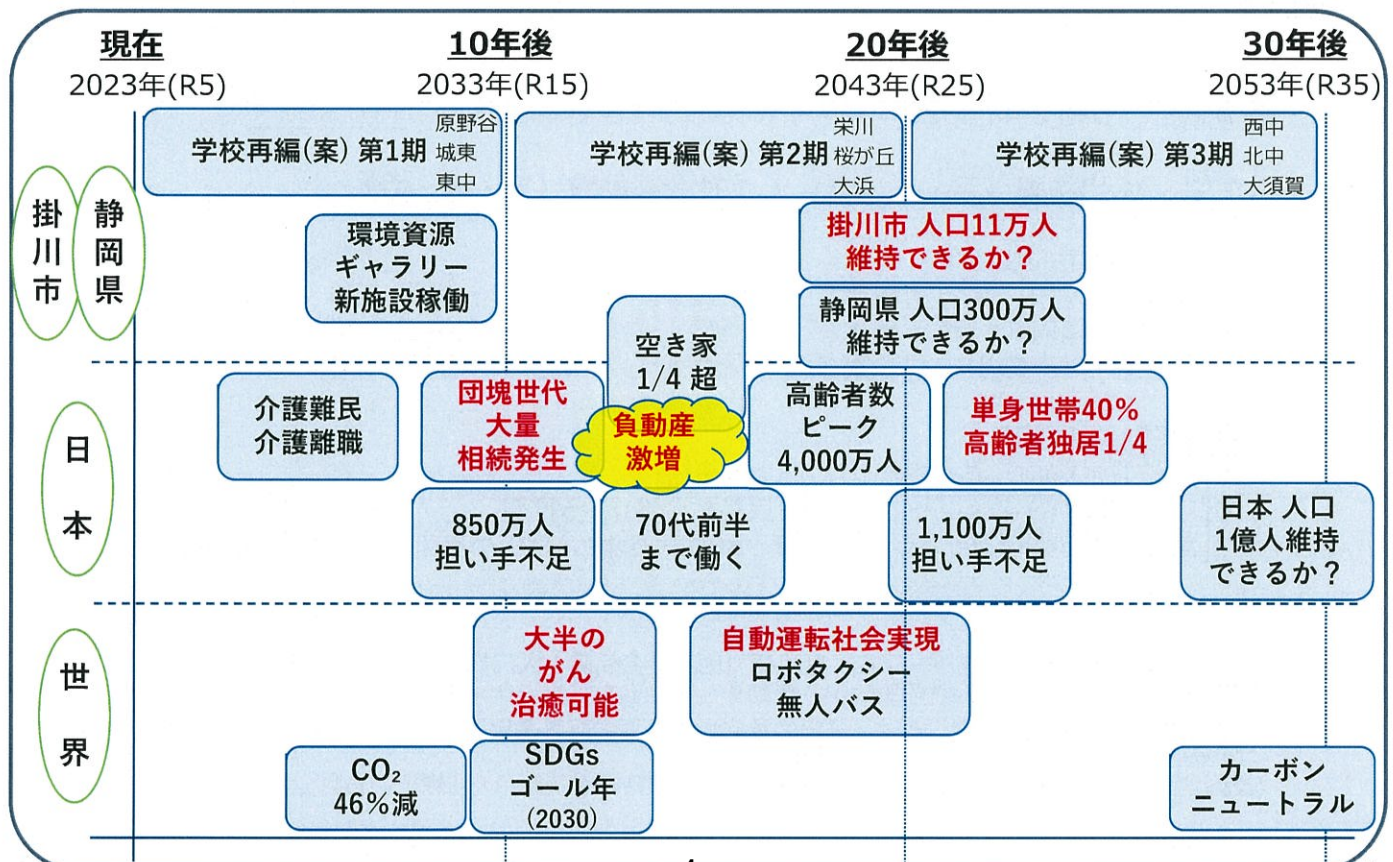 現在
2023年(R5)
10年後
2033年(R15)
20年後
2043年(R25)
30年後
2053年(R35)
掛川市
静岡県
学校再編(案) 第1期
原野谷
城東
東中
学校再編(案) 第2期
栄川
桜が丘
大浜
学校再編(案) 第3期
西中
北中
大須賀
環境資源
ギャラリー
新施設稼働
掛川市 人口11万人
維持できるか？
静岡県 人口300万人
維持できるか？
空き家
1/4 超
日本
介護難民
介護離職
団塊世代
大量
相続発生
負動産
激増
高齢者数
ピーク
4,000万人
単身世帯40%
高齢者独居1/4
850万人
担い手不足
70代前半
まで働く
1,100万人
担い手不足
日本 人口
1億人維持
できるか？
世界
大半の
がん
治癒可能
自動運転社会実現
ロボタクシー
無人バス
CO₂
46%減
SDGs
ゴール年
(2030)
カーボン
ニュートラル